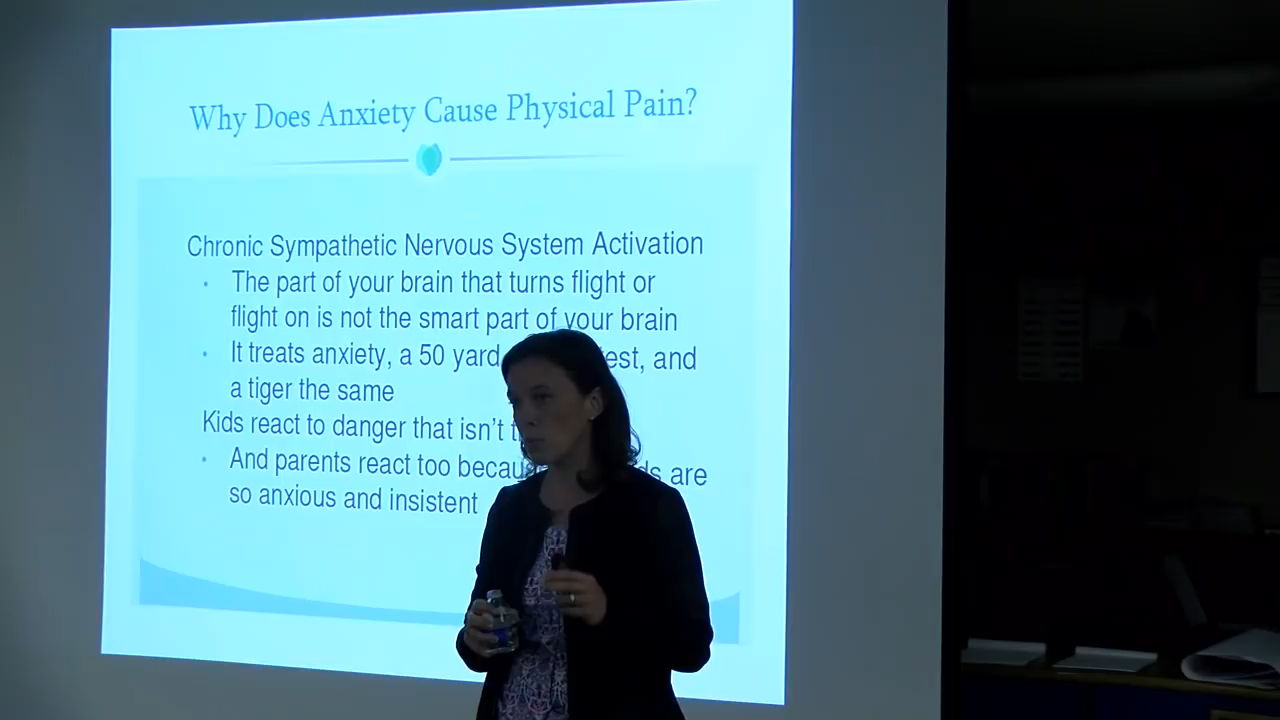 Why Does Anxiety Cause Physical Pain?
Chronic Sympathetic Nervous System Activation
• The part of your brain that turns flight or
flight on is not the smart part of your brain
• It treats anxiety, a 50 yard est, and
a tiger the same
Kids react to danger that isn't t
• And parents react too becau ds are
so anxious and insistent